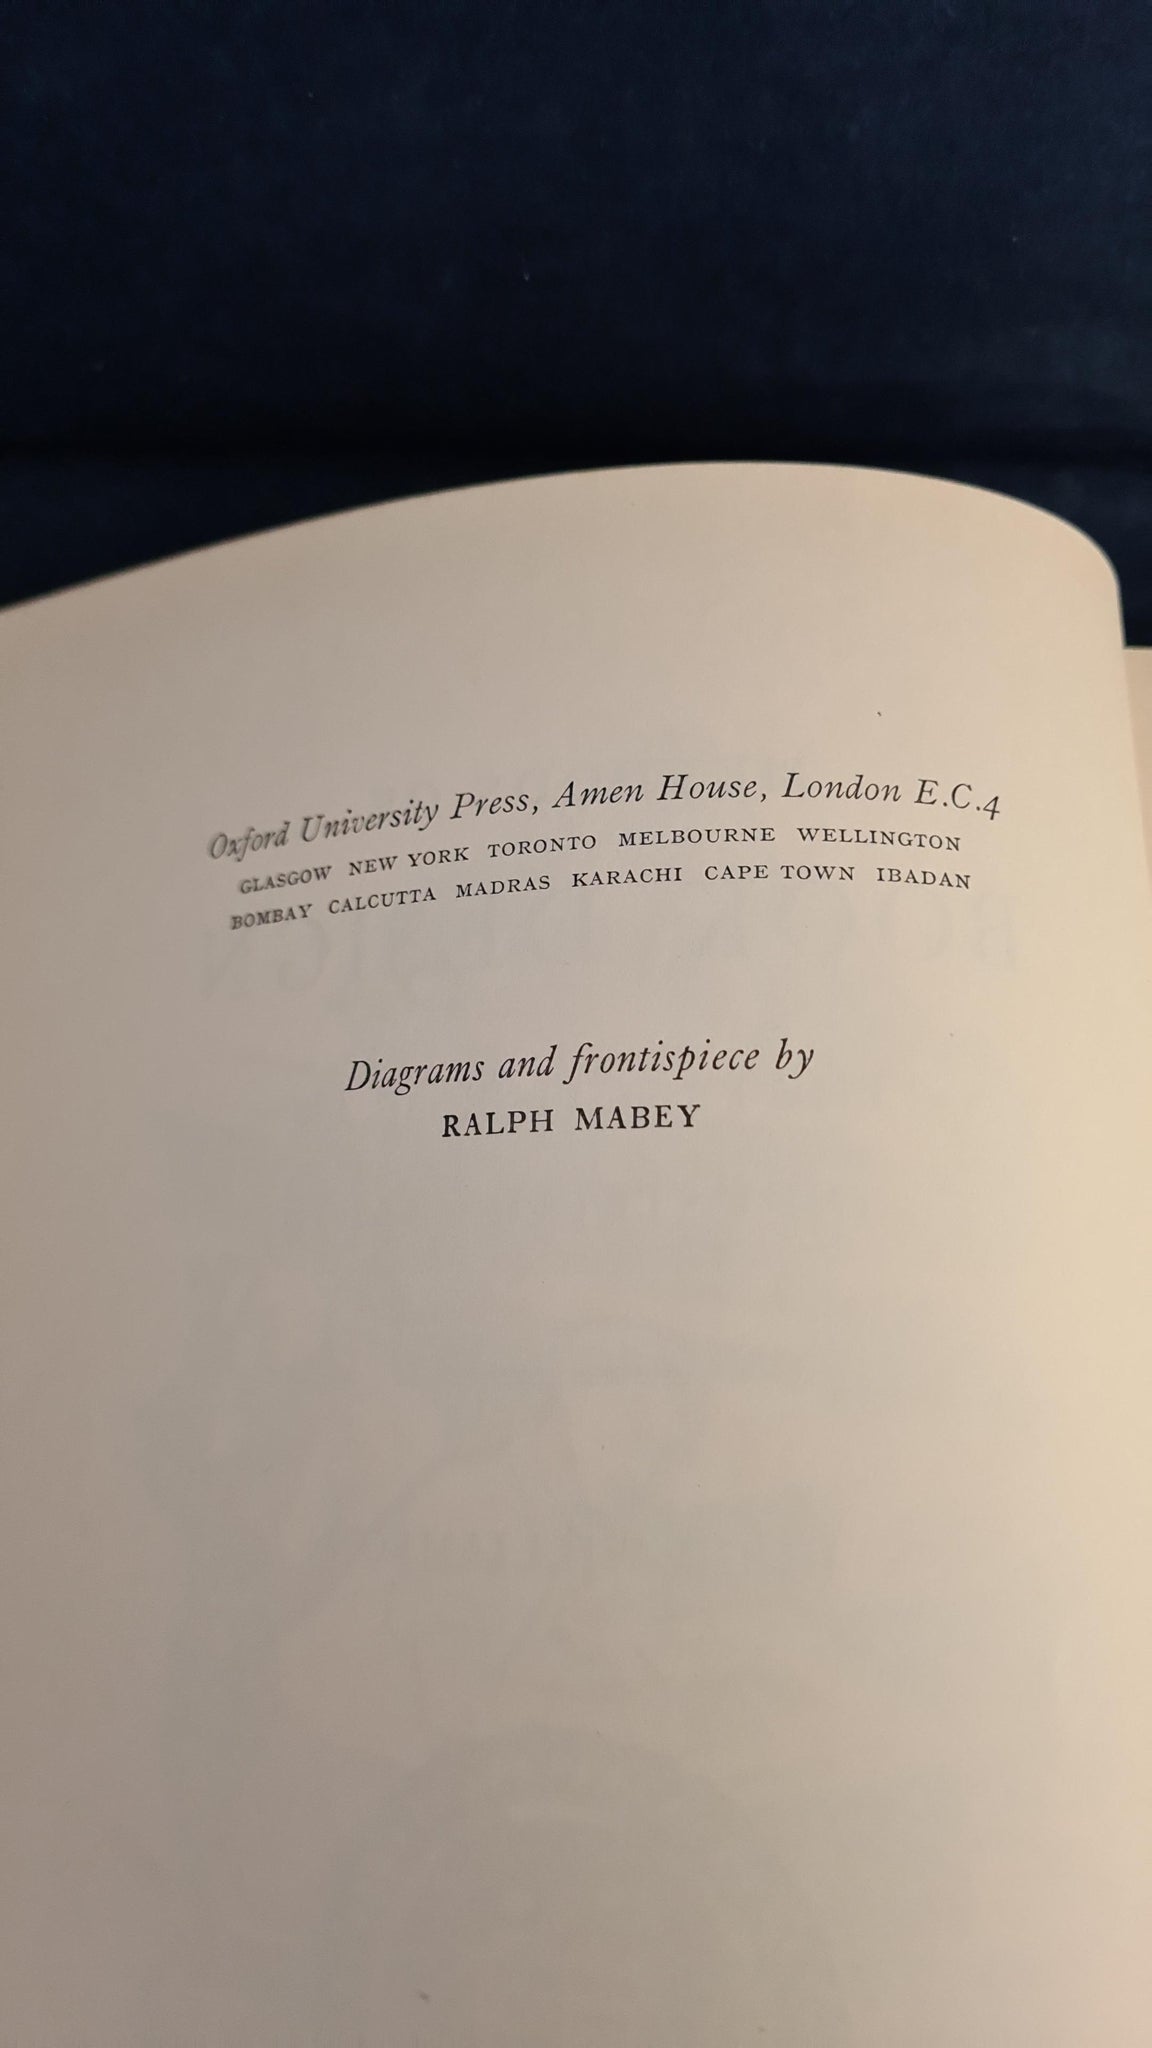 Oxford University Press, Amen House, London E.C.4
GLASGOW NEW YORK TORONTO MELBOURNE WELLINGTON
BOMBAY CALCUTTA MADRAS KARACHI CAPE TOWN IBADAN
Diagrams and frontispiece by
RALPH MABEY